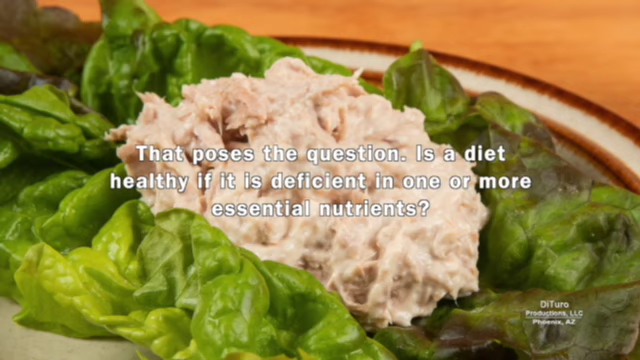 That poses the question. Is a diet
healthy if it is deficient in one or more
essential nutrients?
DiTuro
Productions, LLC
Phoenix, AZ